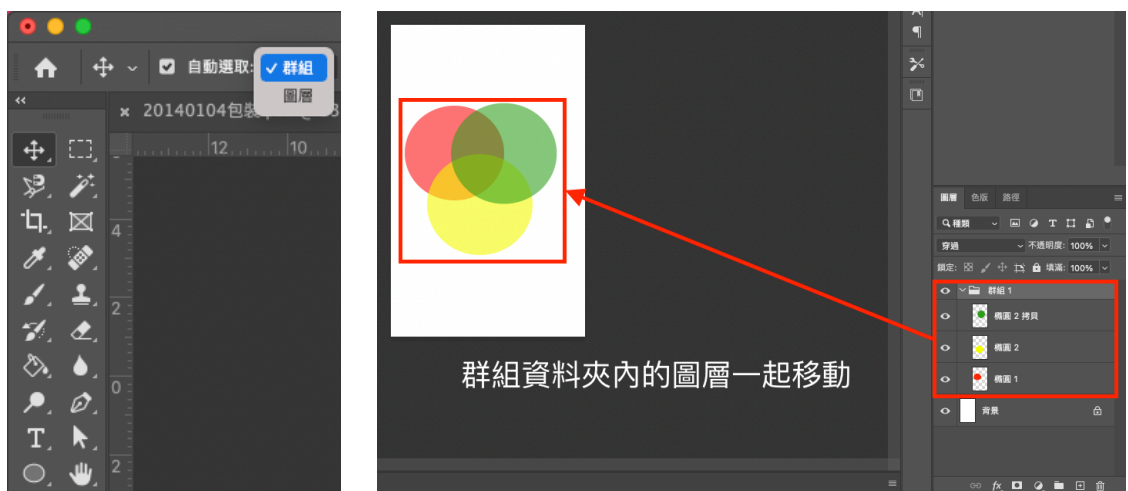 自動選取:
群組
圖層
20140104包裝
12
10
4
2
0
2
群組資料夾內的圖層一起移動
圖層 色版 路徑
種類
穿過 不透明度: 100%
鎖定: 填滿: 100%
群組 1
橢圓 2 拷貝
橢圓 2
橢圓 1
背景